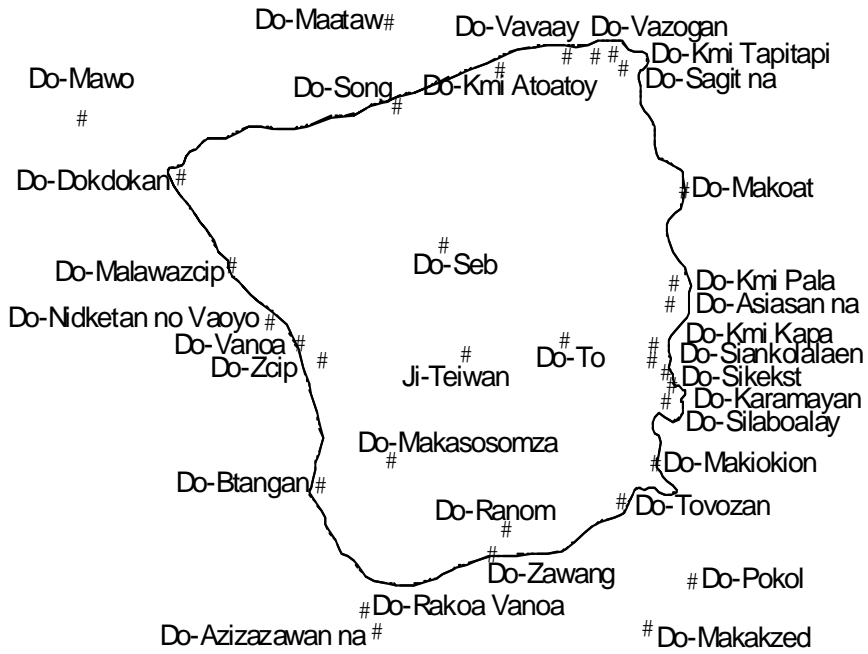 Do-Maataw
Do-Vavaay
Do-Vazogan
Do-Kmi Tapitapi
Do-Mawo
Do-Song
Do-Kmi Atoatoy
Do-Sagit na
Do-Dokdokan
Do-Makoat
Do-Malawazcip
Do-Seb
Do-Kmi Pala
Do-Asiasan na
Do-Nidketan no Vaoyo
Do-Kmi Kapa
Do-Vanoa
Do-To
Do-Siankolalaen
Do-Zcip
Ji-Teiwan
Do-Sikekst
Do-Karamayan
Do-Silaboalay
Do-Makasosomza
Do-Makiokion
Do-Btangan
Do-Ranom
Do-Tovozan
Do-Zawang
Do-Pokol
Do-Rakoa Vanoa
Do-Azizazawan na
Do-Makakzed